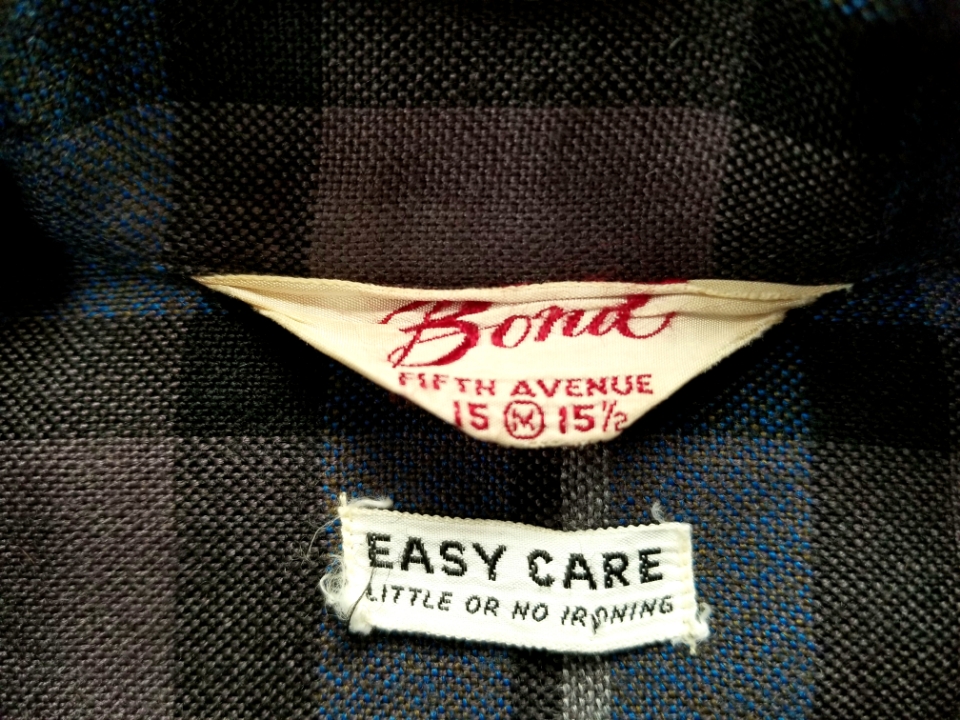 Bond
FIFTH AVENUE
15 M 15½
EASY CARE
LITTLE OR NO IRONING